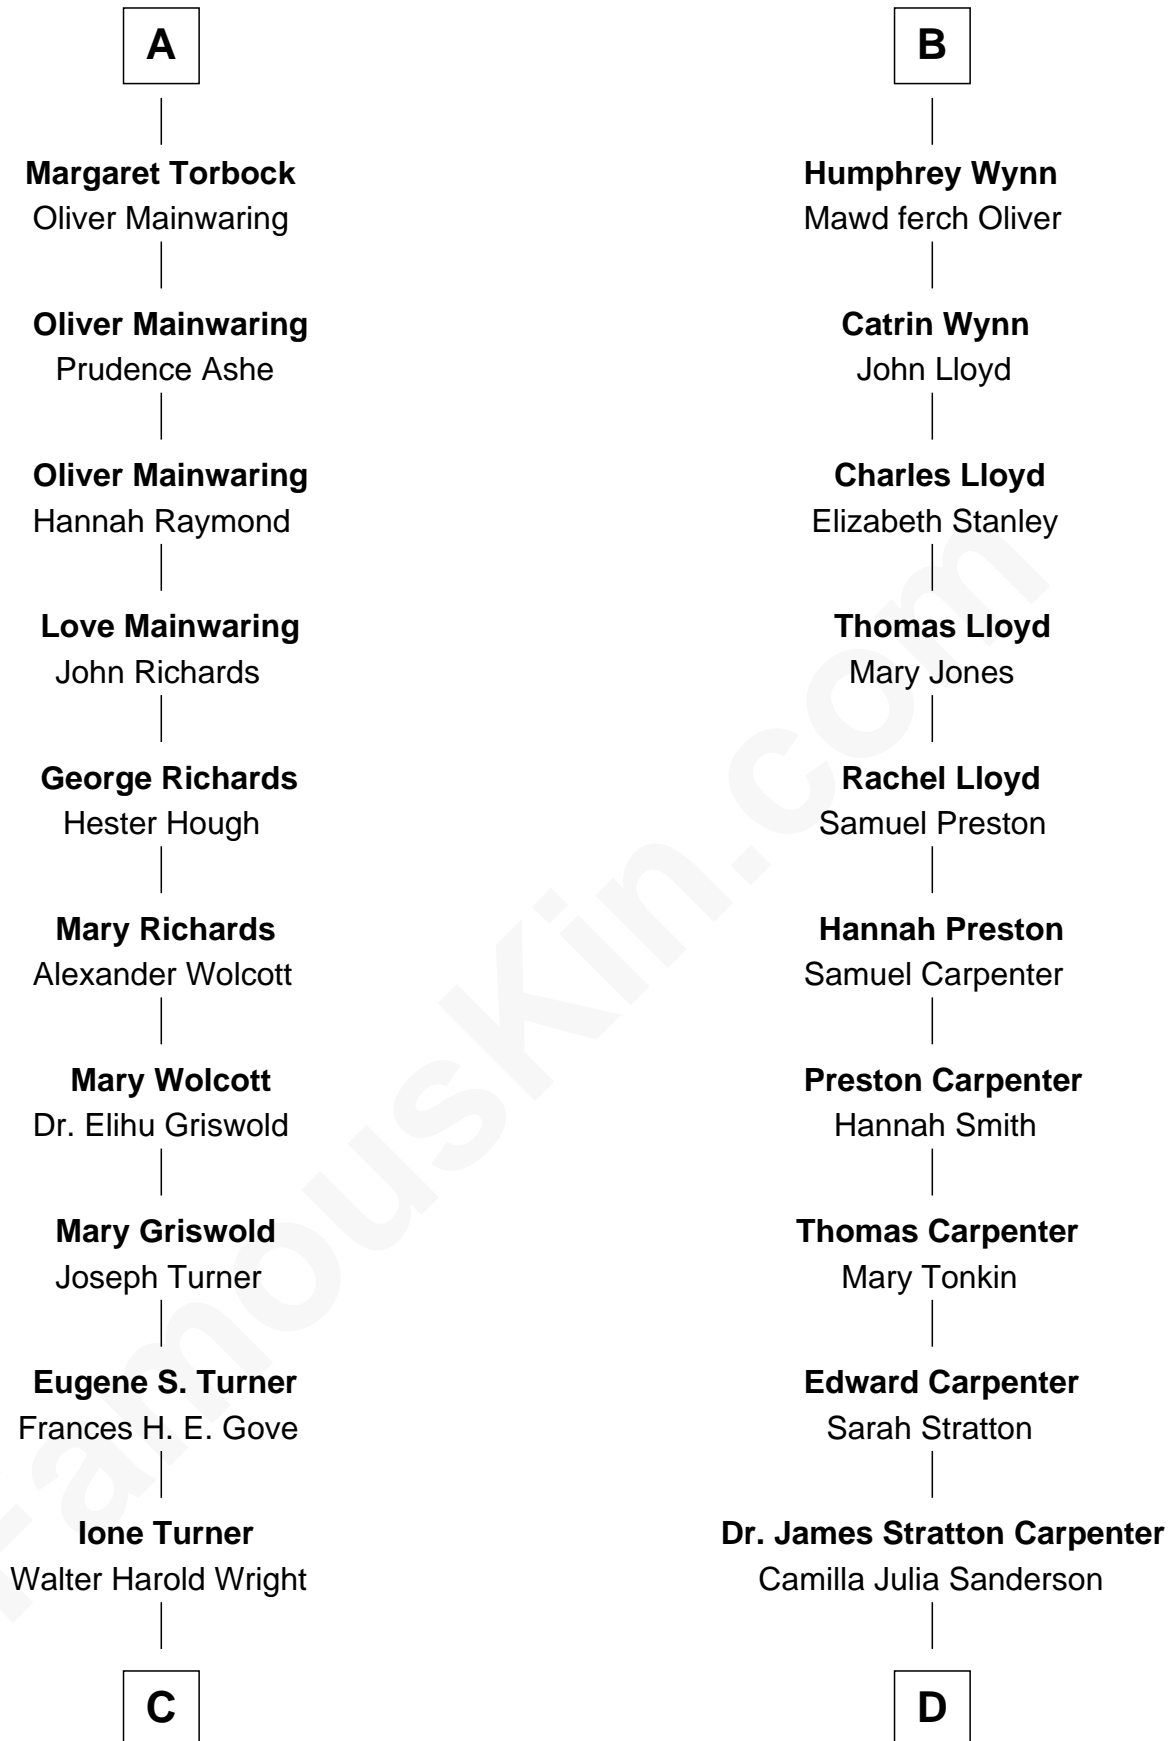 A
Margaret Torbock
Oliver Mainwaring
Oliver Mainwaring
Prudence Ashe
Oliver Mainwaring
Hannah Raymond
Love Mainwaring
John Richards
George Richards
Hester Hough
Mary Richards
Alexander Wolcott
Mary Wolcott
Dr. Elihu Griswold
Mary Griswold
Joseph Turner
Eugene S. Turner
Frances H. E. Gove
Ione Turner
Walter Harold Wright
C
B
Humphrey Wynn
Mawd ferch Oliver
Catrin Wynn
John Lloyd
Charles Lloyd
Elizabeth Stanley
Thomas Lloyd
Mary Jones
Rachel Lloyd
Samuel Preston
Hannah Preston
Samuel Carpenter
Preston Carpenter
Hannah Smith
Thomas Carpenter
Mary Tonkin
Edward Carpenter
Sarah Stratton
Dr. James Stratton Carpenter
Camilla Julia Sanderson
D
FamousKin.com